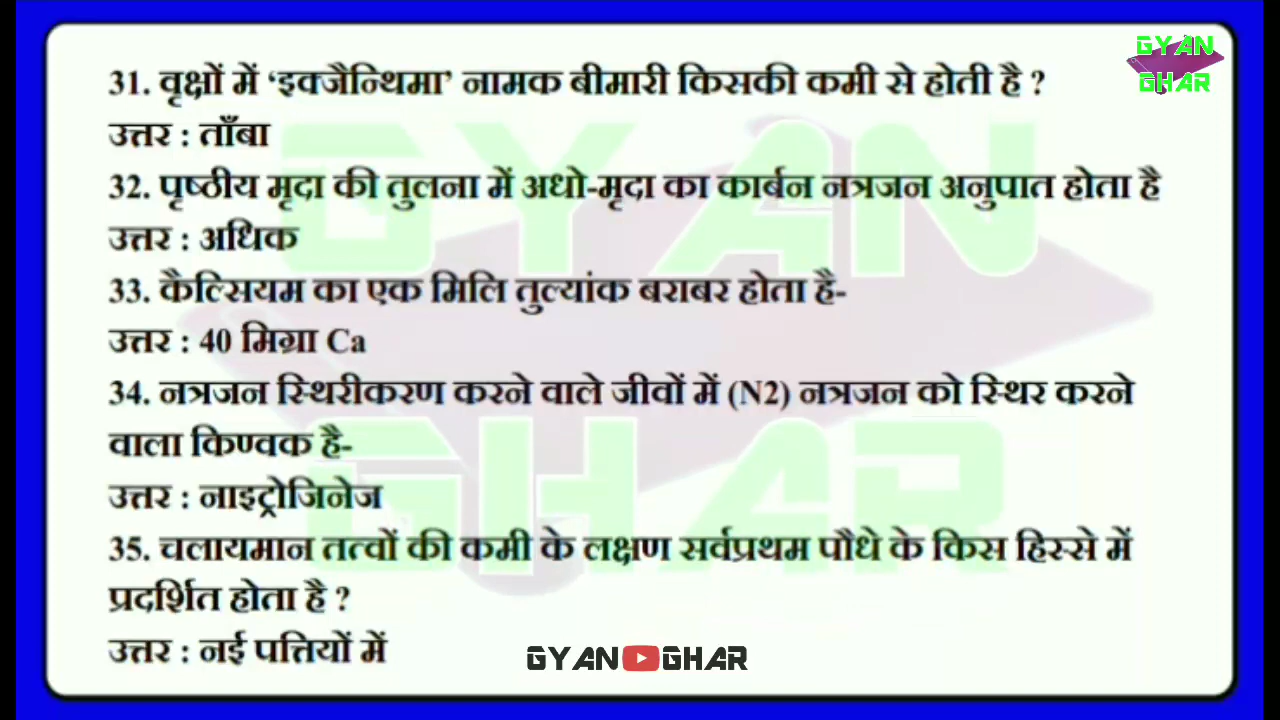 GYAN
GHAR
31. वृक्षों में ‘इक्जैन्थिमा’ नामक बीमारी किसकी कमी से होती है ?
उत्तर : ताँबा
32. पृष्ठीय मृदा की तुलना में अधो-मृदा का कार्बन नत्रजन अनुपात होता है
उत्तर : अधिक
33. कैल्सियम का एक मिलि तुल्यांक बराबर होता है-
उत्तर : 40 मिग्रा Ca
34. नत्रजन स्थिरीकरण करने वाले जीवों में (N2) नत्रजन को स्थिर करने
वाला किण्वक है-
उत्तर : नाइट्रोजिनेज
35. चलायमान तत्वों की कमी के लक्षण सर्वप्रथम पौधे के किस हिस्से में
प्रदर्शित होता है ?
उत्तर : नई पत्तियों में
GYAN GHAR
GYAN
GHAR